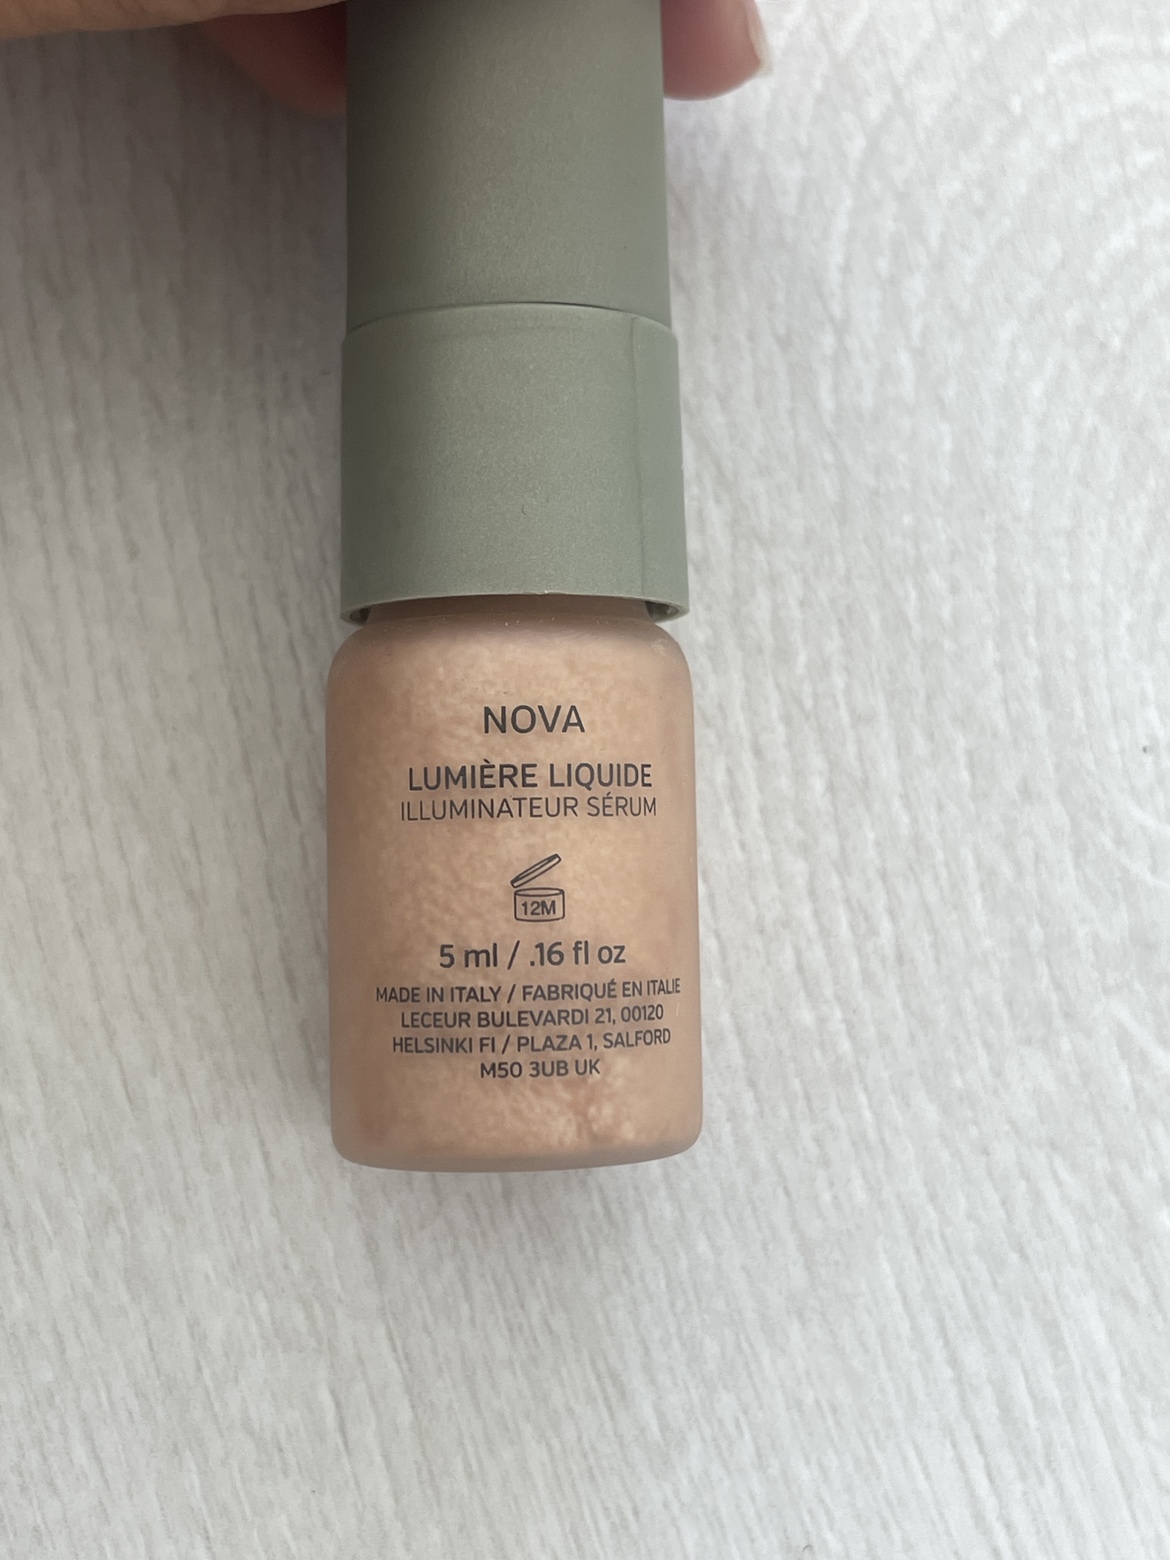 NOVA
LUMIÈRE LIQUIDE
ILLUMINATEUR SÉRUM
12M
5 ml / .16 fl oz
MADE IN ITALY / FABRIQUÉ EN ITALIE
LECEUR BULEVARDI 21, 00120
HELSINKI FI / PLAZA 1, SALFORD
M50 3UB UK